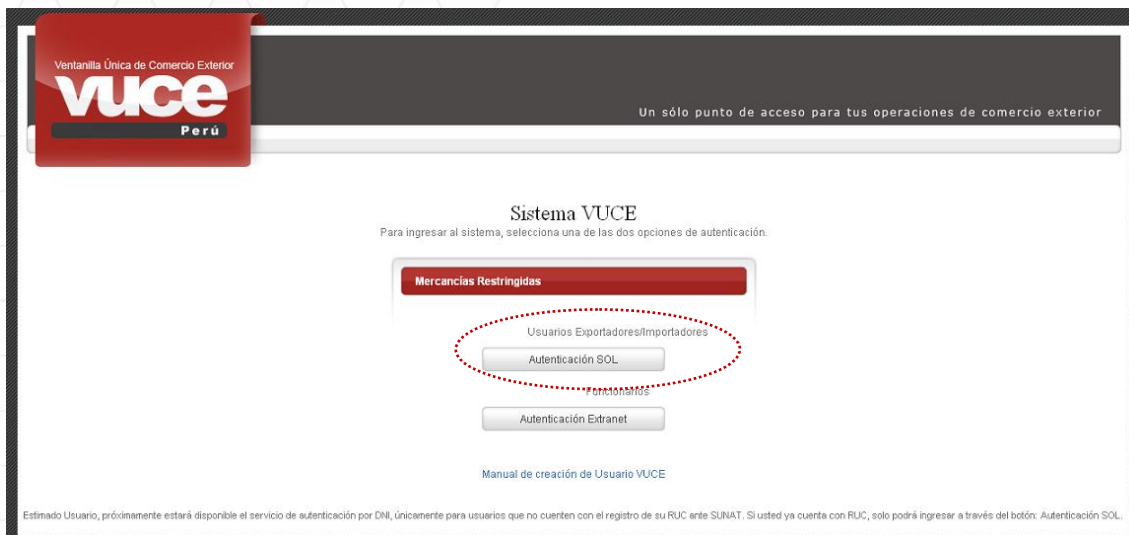 Ventanilla Única de Comercio Exterior
vuce
Perú
Un sólo punto de acceso para tus operaciones de comercio exterior
Sistema VUCE
Para ingresar al sistema, selecciona una de las dos opciones de autenticación.
Mercancías Restringidas
Usuarios Exportadores/Importadores
Autenticación SOL
Funcionarios
Autenticación Extranet
Manual de creación de Usuario VUCE
Estimado Usuario, próximamente estará disponible el servicio de autenticación por DNI, únicamente para usuarios que no cuenten con el registro de su RUC ante SUNAT. Si usted ya cuenta con RUC, solo podrá ingresar a través del botón: Autenticación SOL.